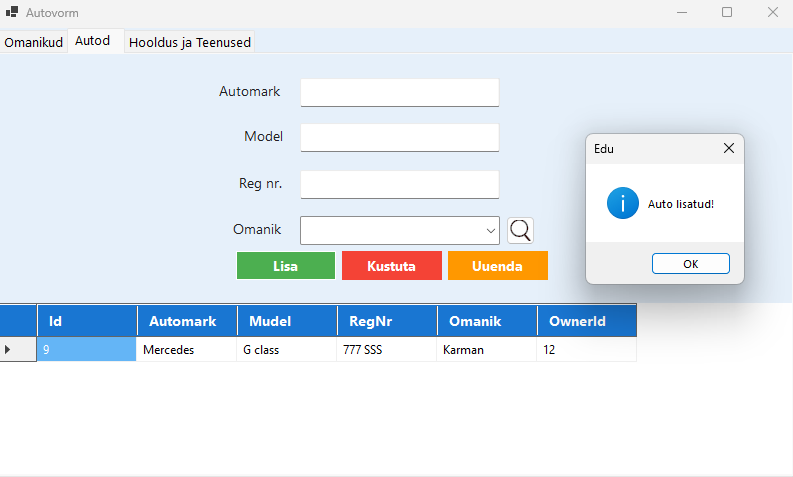 Autovorm
Omanikud Autod Hooldus ja Teenused
Automark
Model
Reg nr.
Omanik
Lisa Kustuta Uuenda
Edu
Auto lisatud!
OK
Id Automark Mudel RegNr Omanik OwnerId
9 Mercedes G class 777 SSS Karman 12